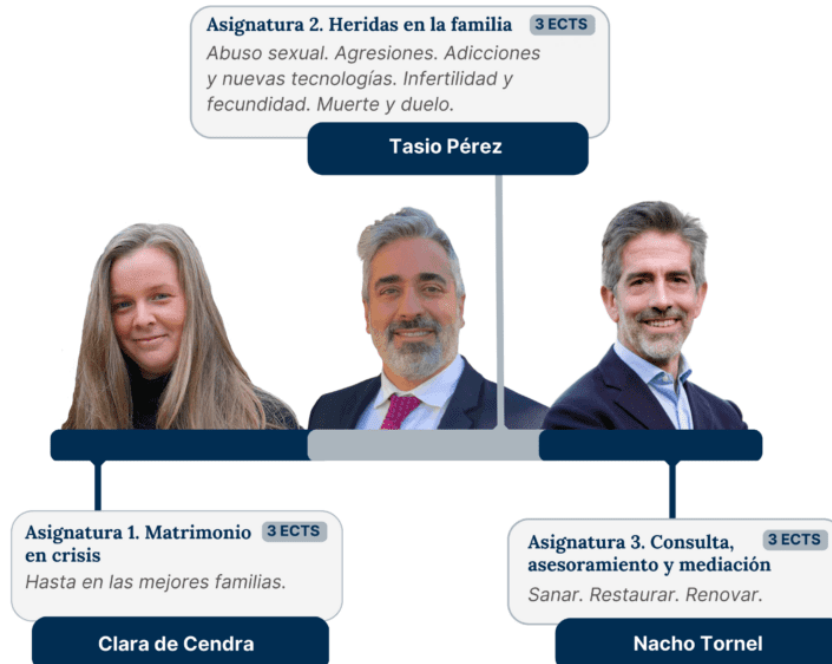 Asignatura 2. Heridas en la familia 3 ECTS
Abuso sexual. Agresiones. Adicciones
y nuevas tecnologías. Infertilidad y
fecundidad. Muerte y duelo.
Tasio Pérez
Asignatura 1. Matrimonio 3 ECTS
en crisis
Hasta en las mejores familias.
Clara de Cendra
Asignatura 3. Consulta, 3 ECTS
asesoramiento y mediación
Sanar. Restaurar. Renovar.
Nacho Tornel